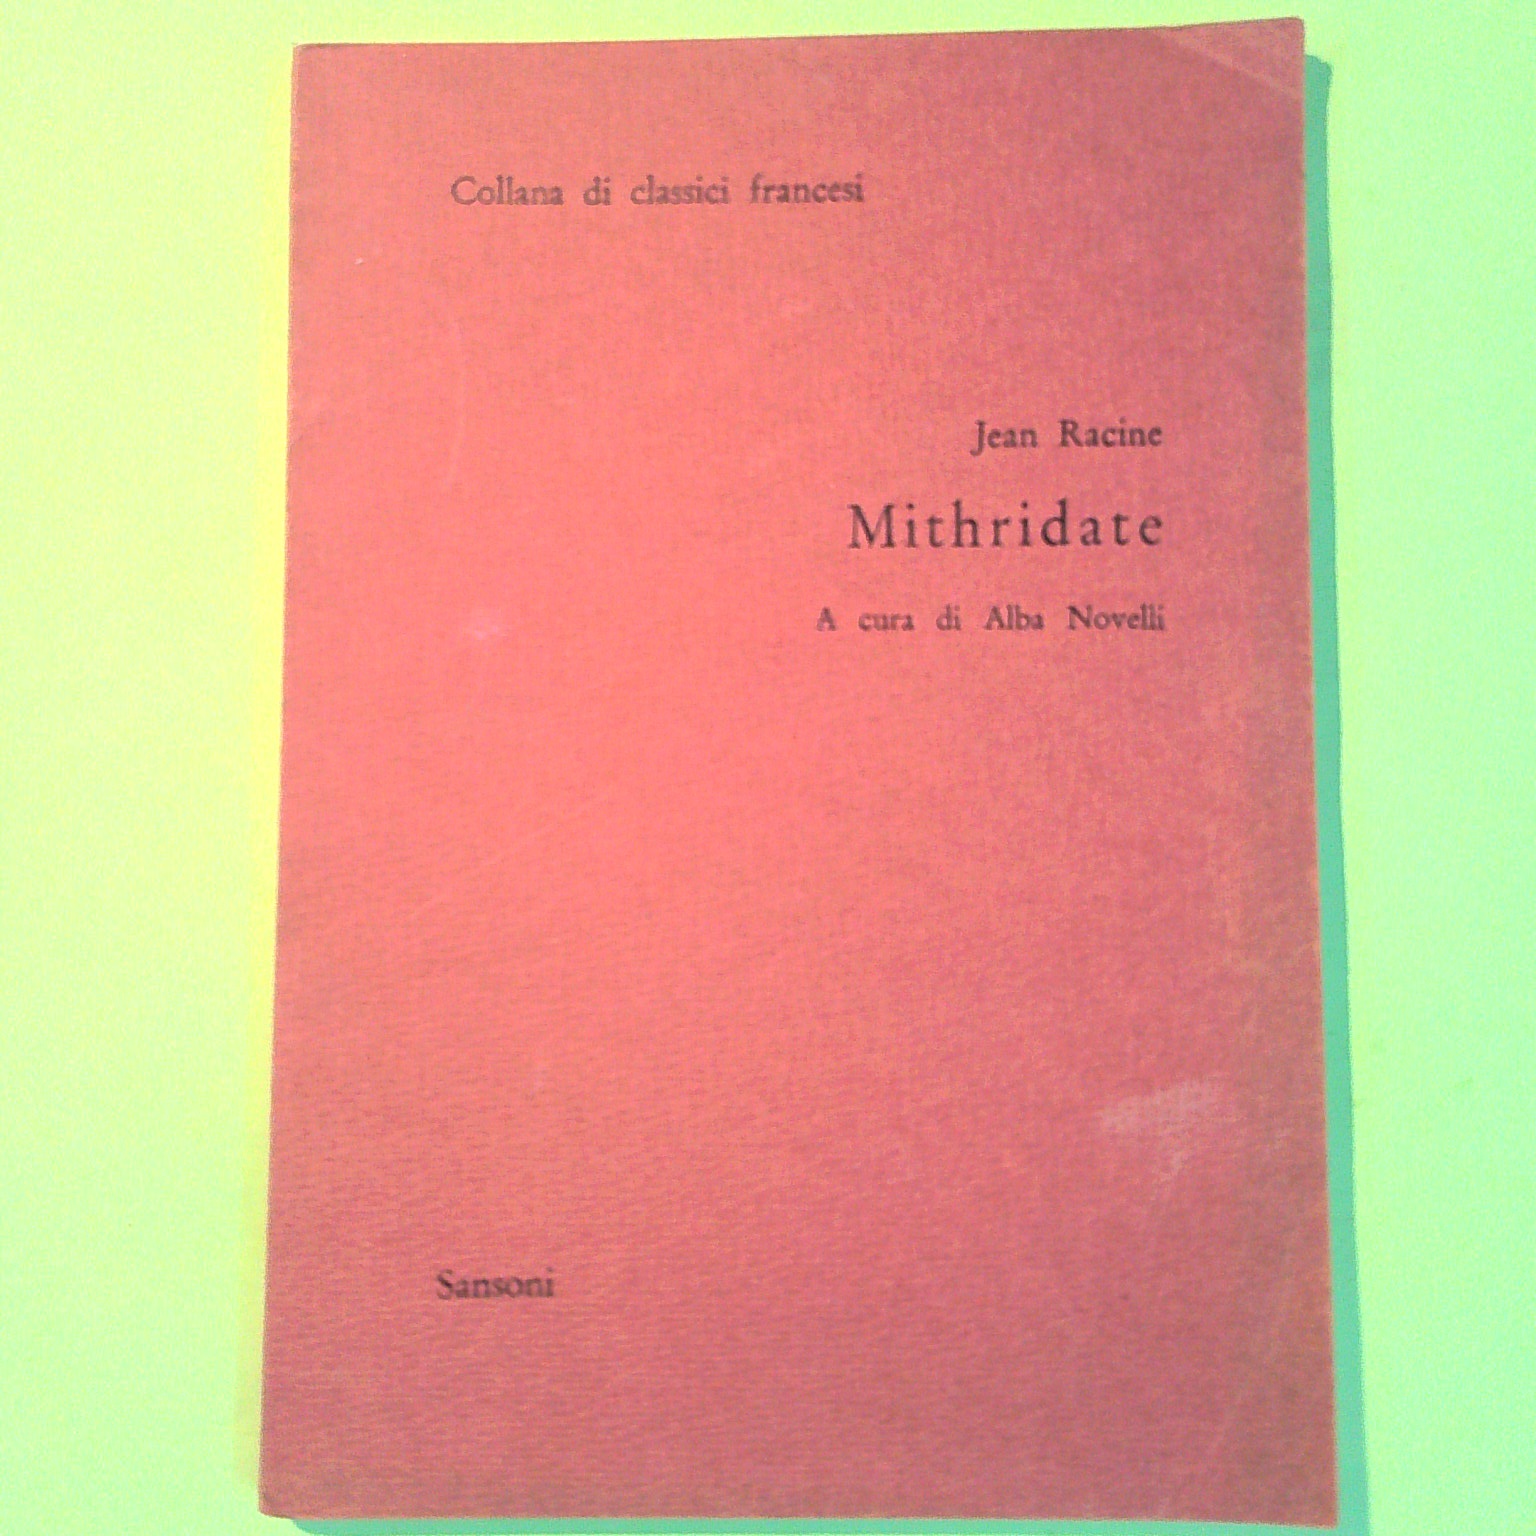 Collana di classici francesi
Jean Racine
Mithridate
A cura di Alba Novelli
Sansoni